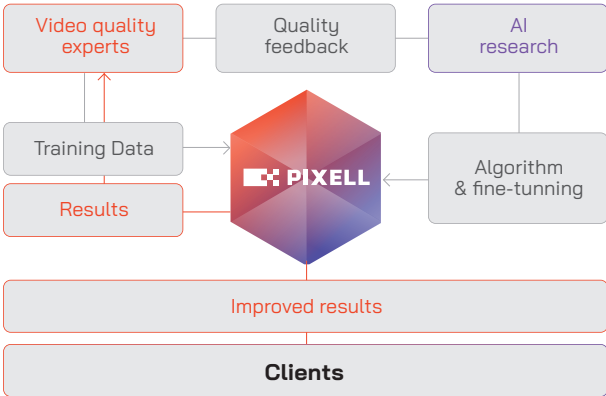 Video quality
experts
Quality
feedback
AI
research
Training Data
PIXELL
Algorithm
& fine-tunning
Results
Improved results
Clients